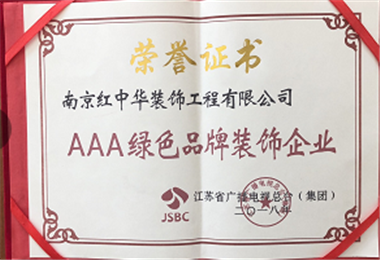 荣誉证书
南京红中华装饰工程有限公司
AAA绿色品牌装饰企业
JSBC
江苏省广播电视总台（集团）
二〇一八年